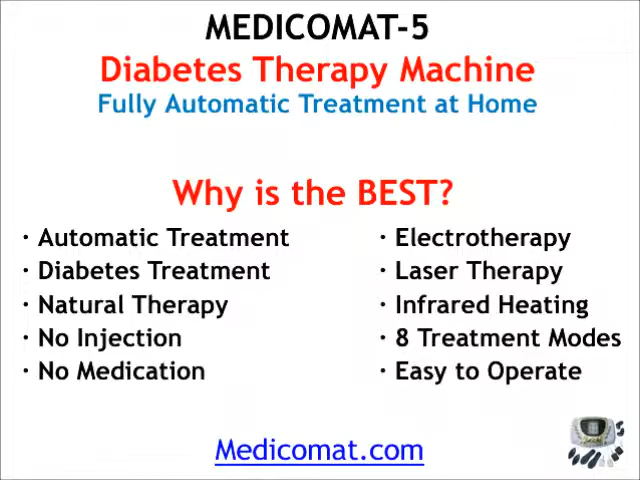 MEDICOMAT-5
Diabetes Therapy Machine
Fully Automatic Treatment at Home
Why is the BEST?
· Automatic Treatment
· Diabetes Treatment
· Natural Therapy
· No Injection
· No Medication
· Electrotherapy
· Laser Therapy
· Infrared Heating
· 8 Treatment Modes
· Easy to Operate
Medicomat.com